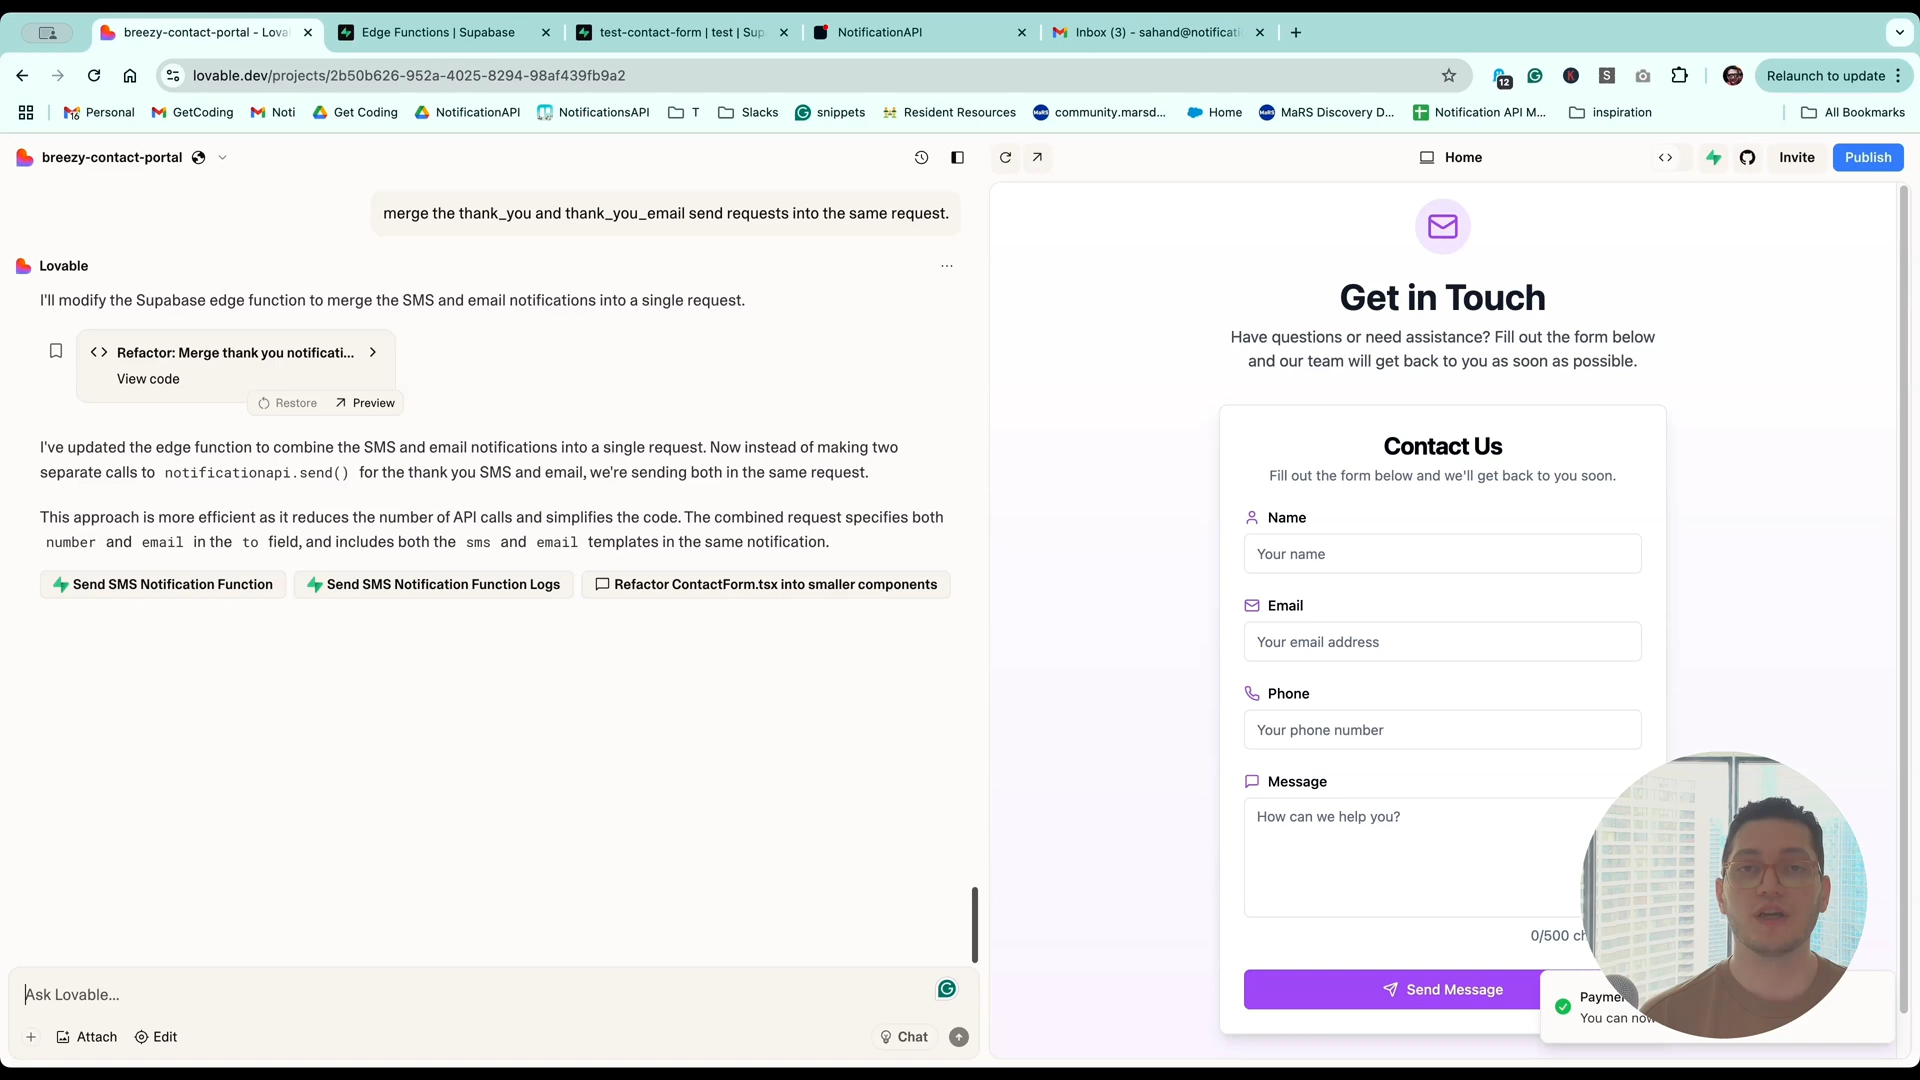 breezy-contact-portal - Lova
Edge Functions | Supabase
test-contact-form | test | Sup
NotificationAPI
Inbox (3) - sahand@notificati
lovable.dev/projects/2b50b626-952a-4025-8294-98af439fb9a2
12
K
S
Relaunch to update
16
Personal
GetCoding
Noti
Get Coding
NotificationAPI
NotificationsAPI
T
Slacks
snippets
Resident Resources
MaRS
community.marsd...
Home
MaRS
MaRS Discovery D...
Notification API M...
inspiration
All Bookmarks
breezy-contact-portal
Home
Invite
Publish
merge the thank_you and thank_you_email send requests into the same request.
Lovable
I'll modify the Supabase edge function to merge the SMS and email notifications into a single request.
Refactor: Merge thank you notificati...
View code
Restore
Preview
I've updated the edge function to combine the SMS and email notifications into a single request. Now instead of making two
separate calls to notificationapi.send() for the thank you SMS and email, we're sending both in the same request.
This approach is more efficient as it reduces the number of API calls and simplifies the code. The combined request specifies both
number and email in the to field, and includes both the sms and email templates in the same notification.
Send SMS Notification Function
Send SMS Notification Function Logs
Refactor ContactForm.tsx into smaller components
Ask Lovable...
Attach
Edit
Chat
Get in Touch
Have questions or need assistance? Fill out the form below
and our team will get back to you as soon as possible.
Contact Us
Fill out the form below and we'll get back to you soon.
Name
Your name
Email
Your email address
Phone
Your phone number
Message
How can we help you?
0/500 ch
Send Message
Payme
You can now